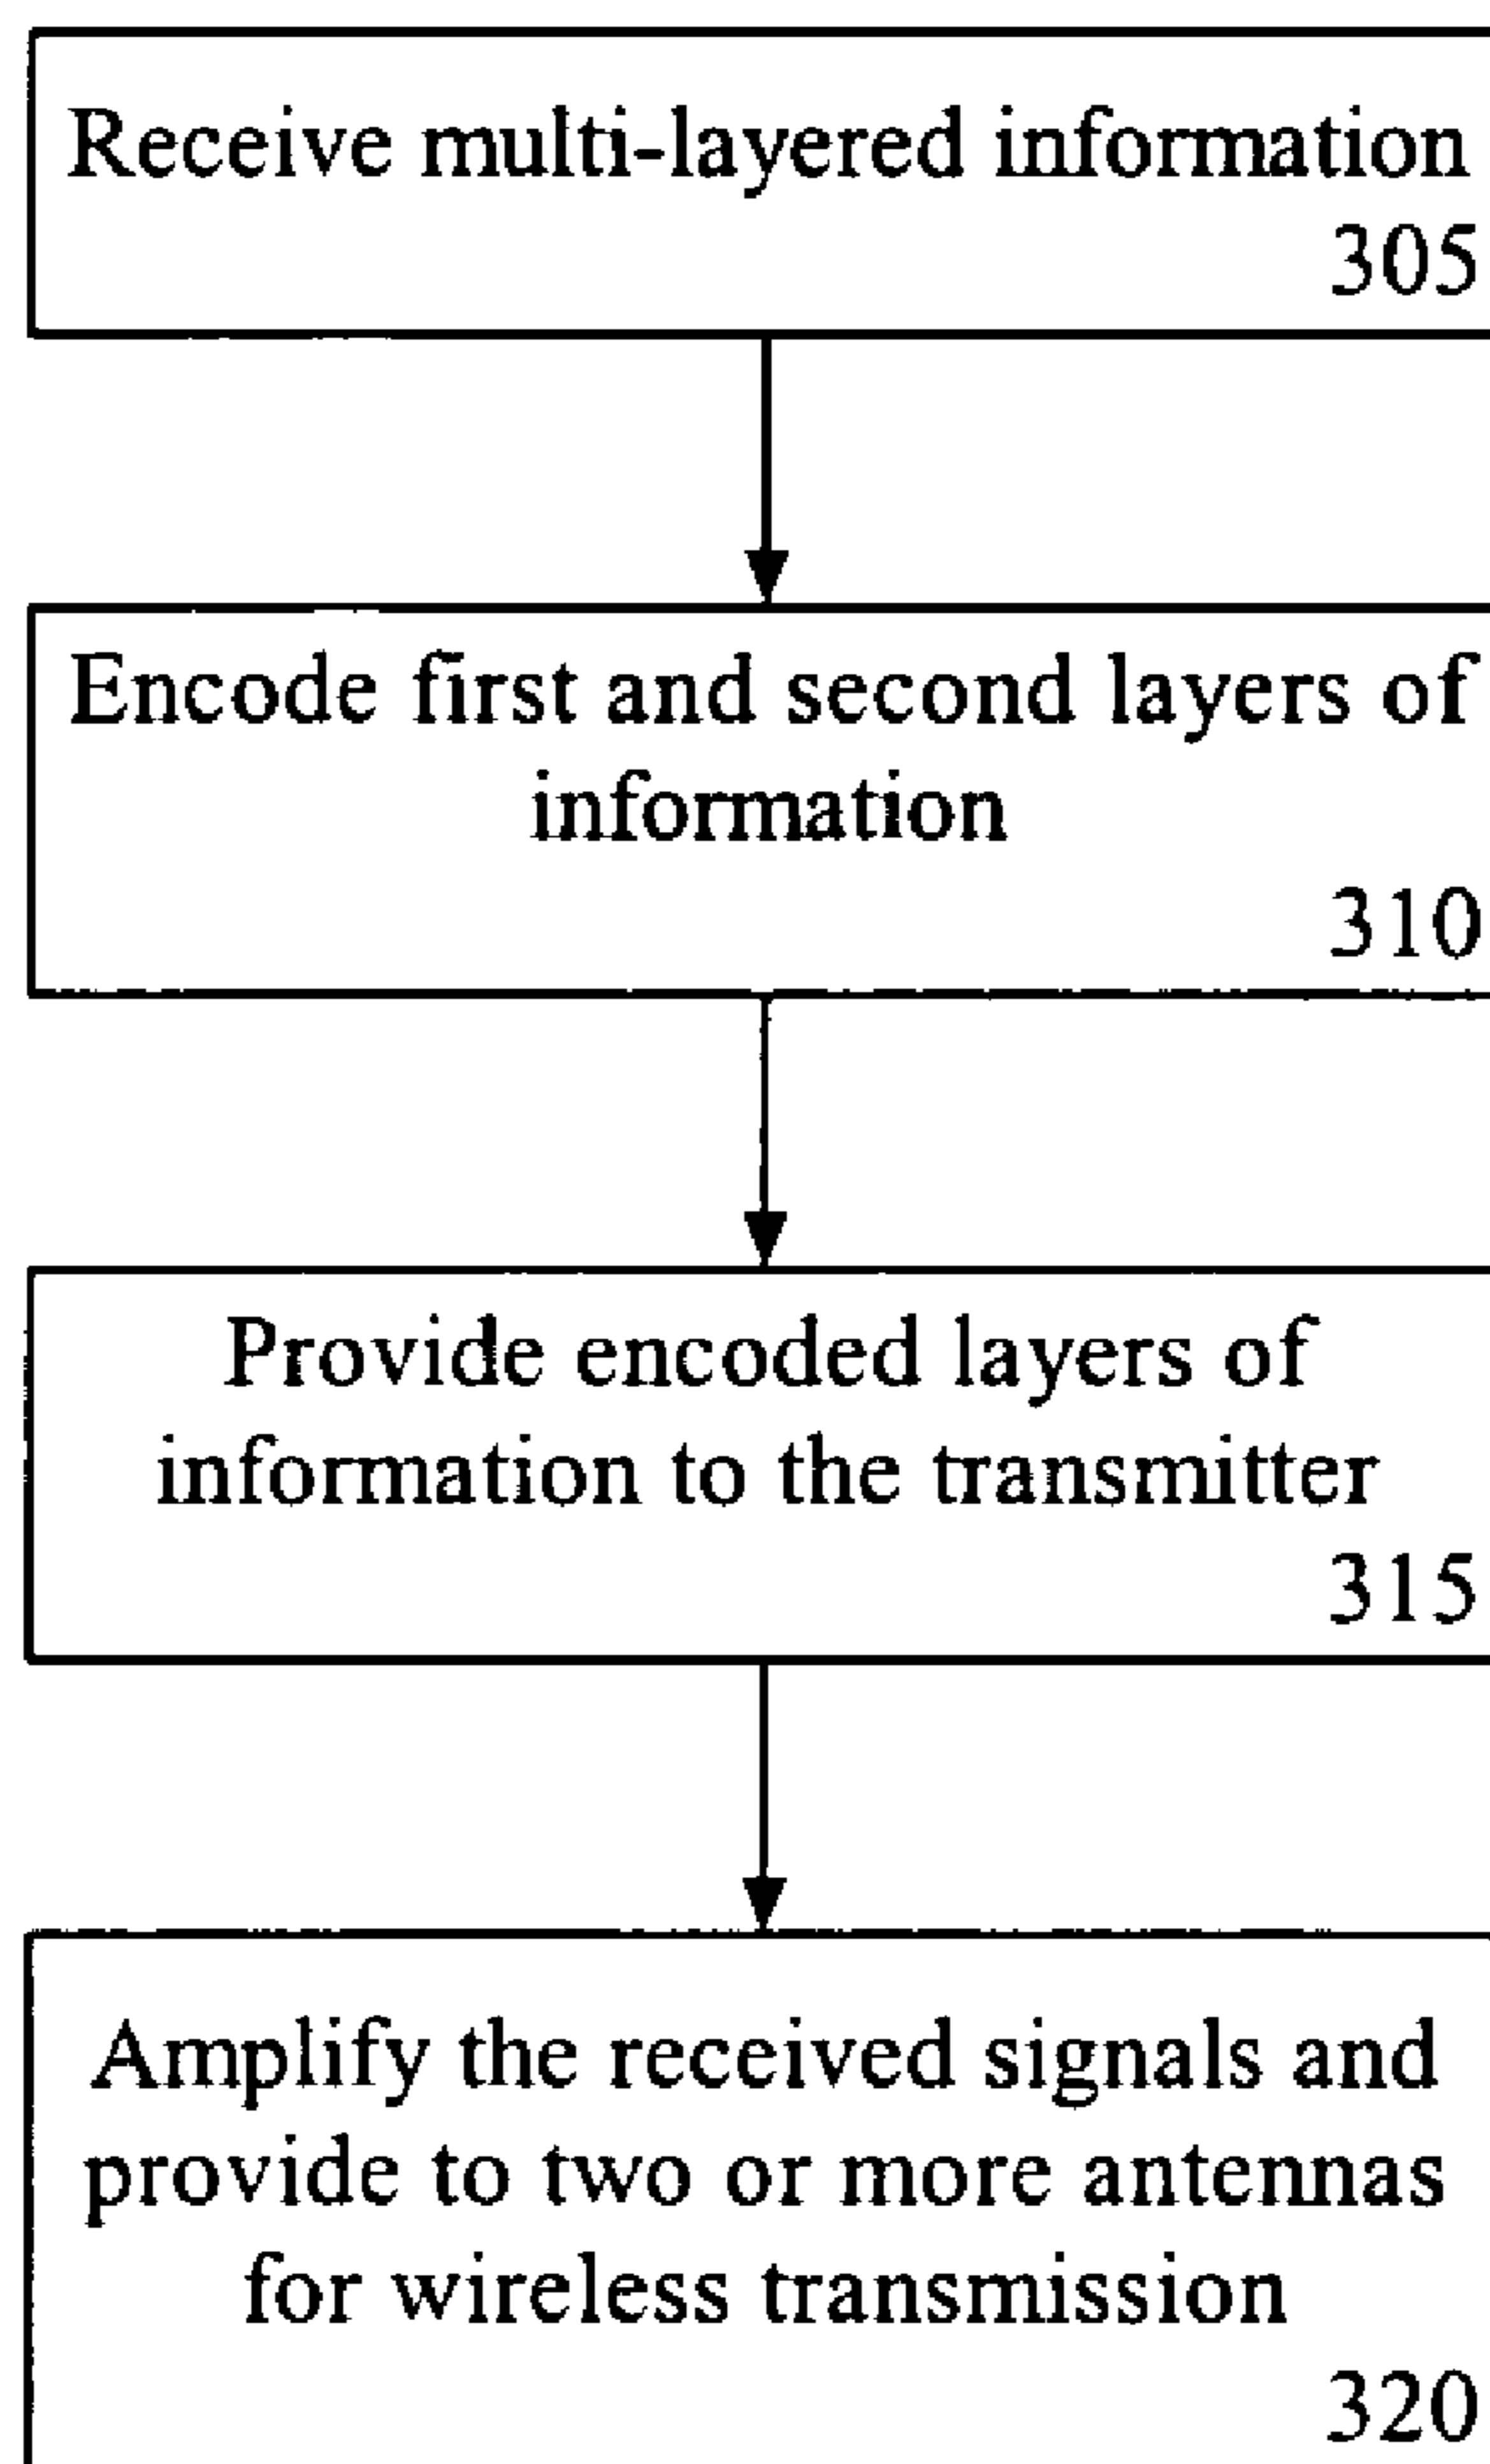 Receive multi-layered information
305
Encode first and second layers of
information
310
Provide encoded layers of
information to the transmitter
315
Amplify the received signals and
provide to two or more antennas
for wireless transmission
320